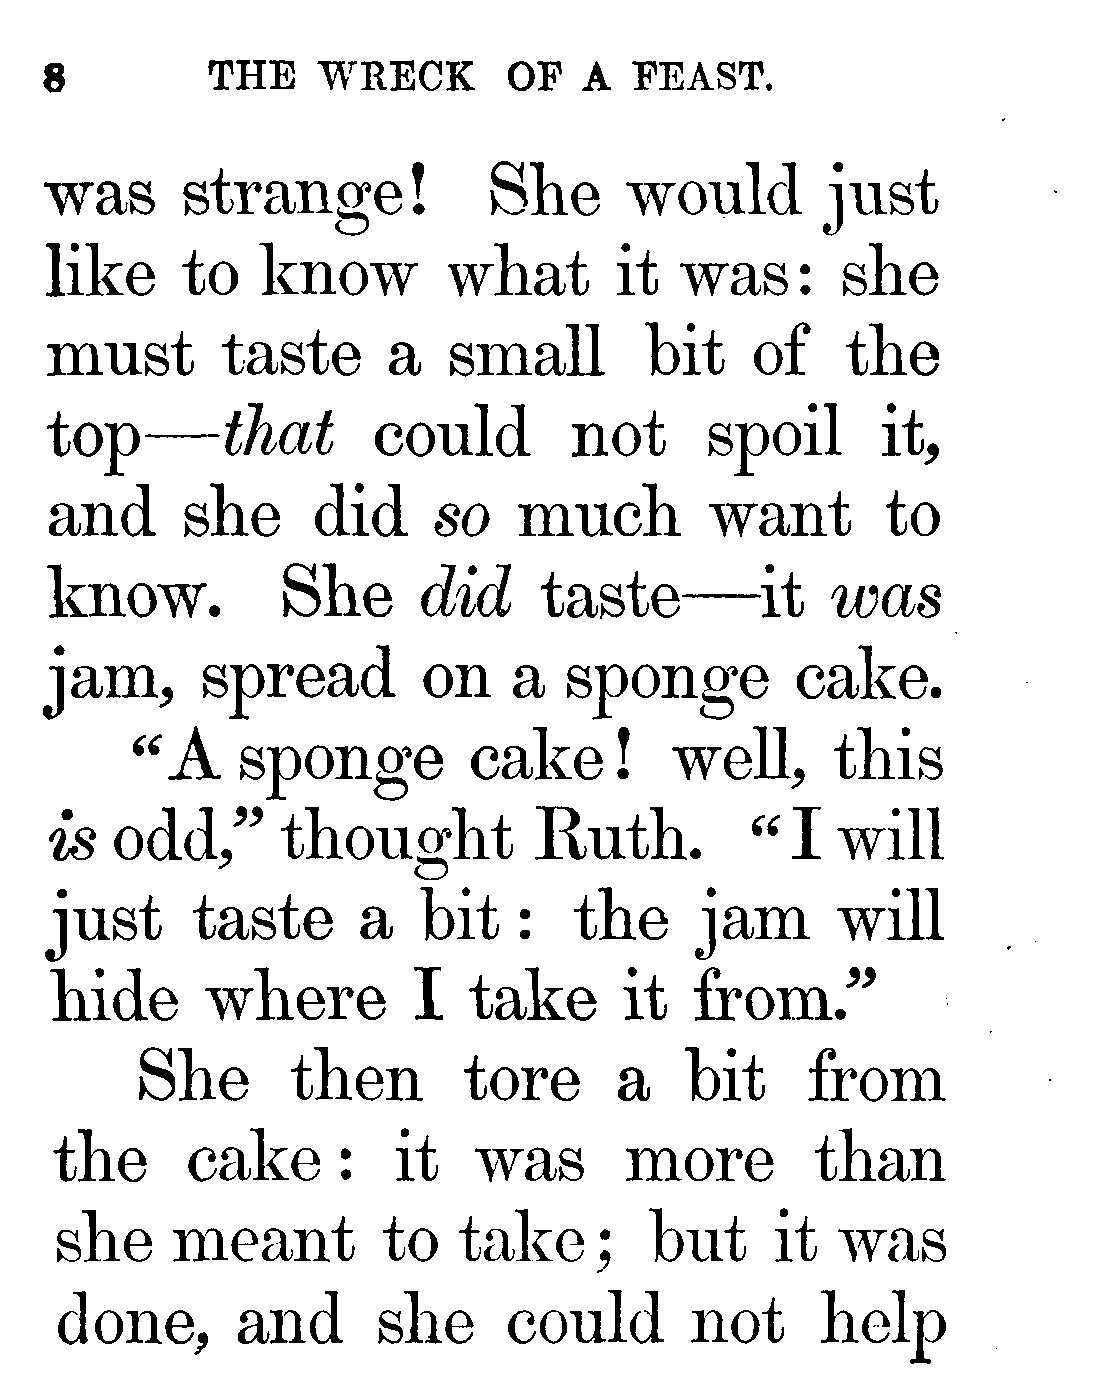 8 THE WRECK OF A FEAST.
was strange! She would just
like to know what it was: she
must taste a small bit of the
top—that could not spoil it,
and she did so much want to
know. She did taste—it was
jam, spread on a sponge cake.
“A sponge cake! well, this
is odd,” thought Ruth. “I will
just taste a bit: the jam will
hide where I take it from.”
She then tore a bit from
the cake: it was more than
she meant to take; but it was
done, and she could not help